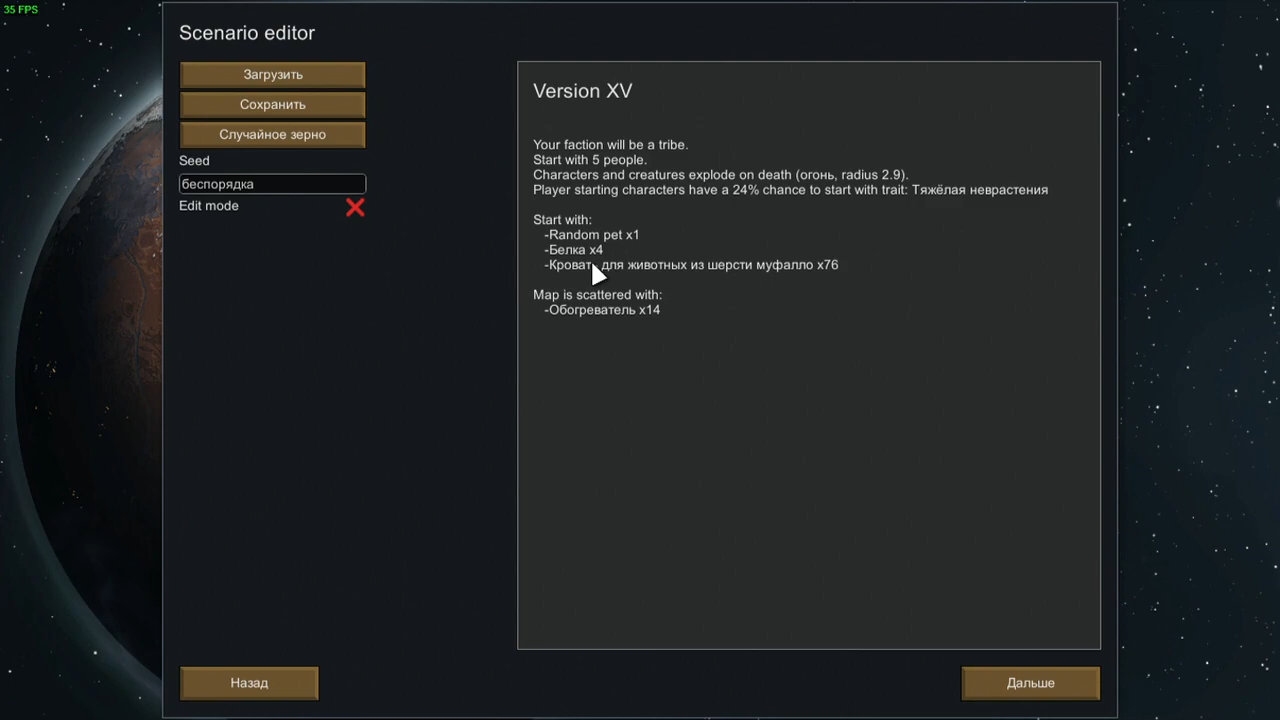 35 FPS
Scenario editor
Загрузить
Сохранить
Случайное зерно
Seed
беспорядка
Edit mode
Version XV
Your faction will be a tribe.
Start with 5 people.
Characters and creatures explode on death (огонь, radius 2.9).
Player starting characters have a 24% chance to start with trait: Тяжёлая неврастения
Start with:
-Random pet x1
-Белка x4
-Кровать для животных из шерсти муфалло x76
Map is scattered with:
-Обогреватель x14
Назад
Дальше